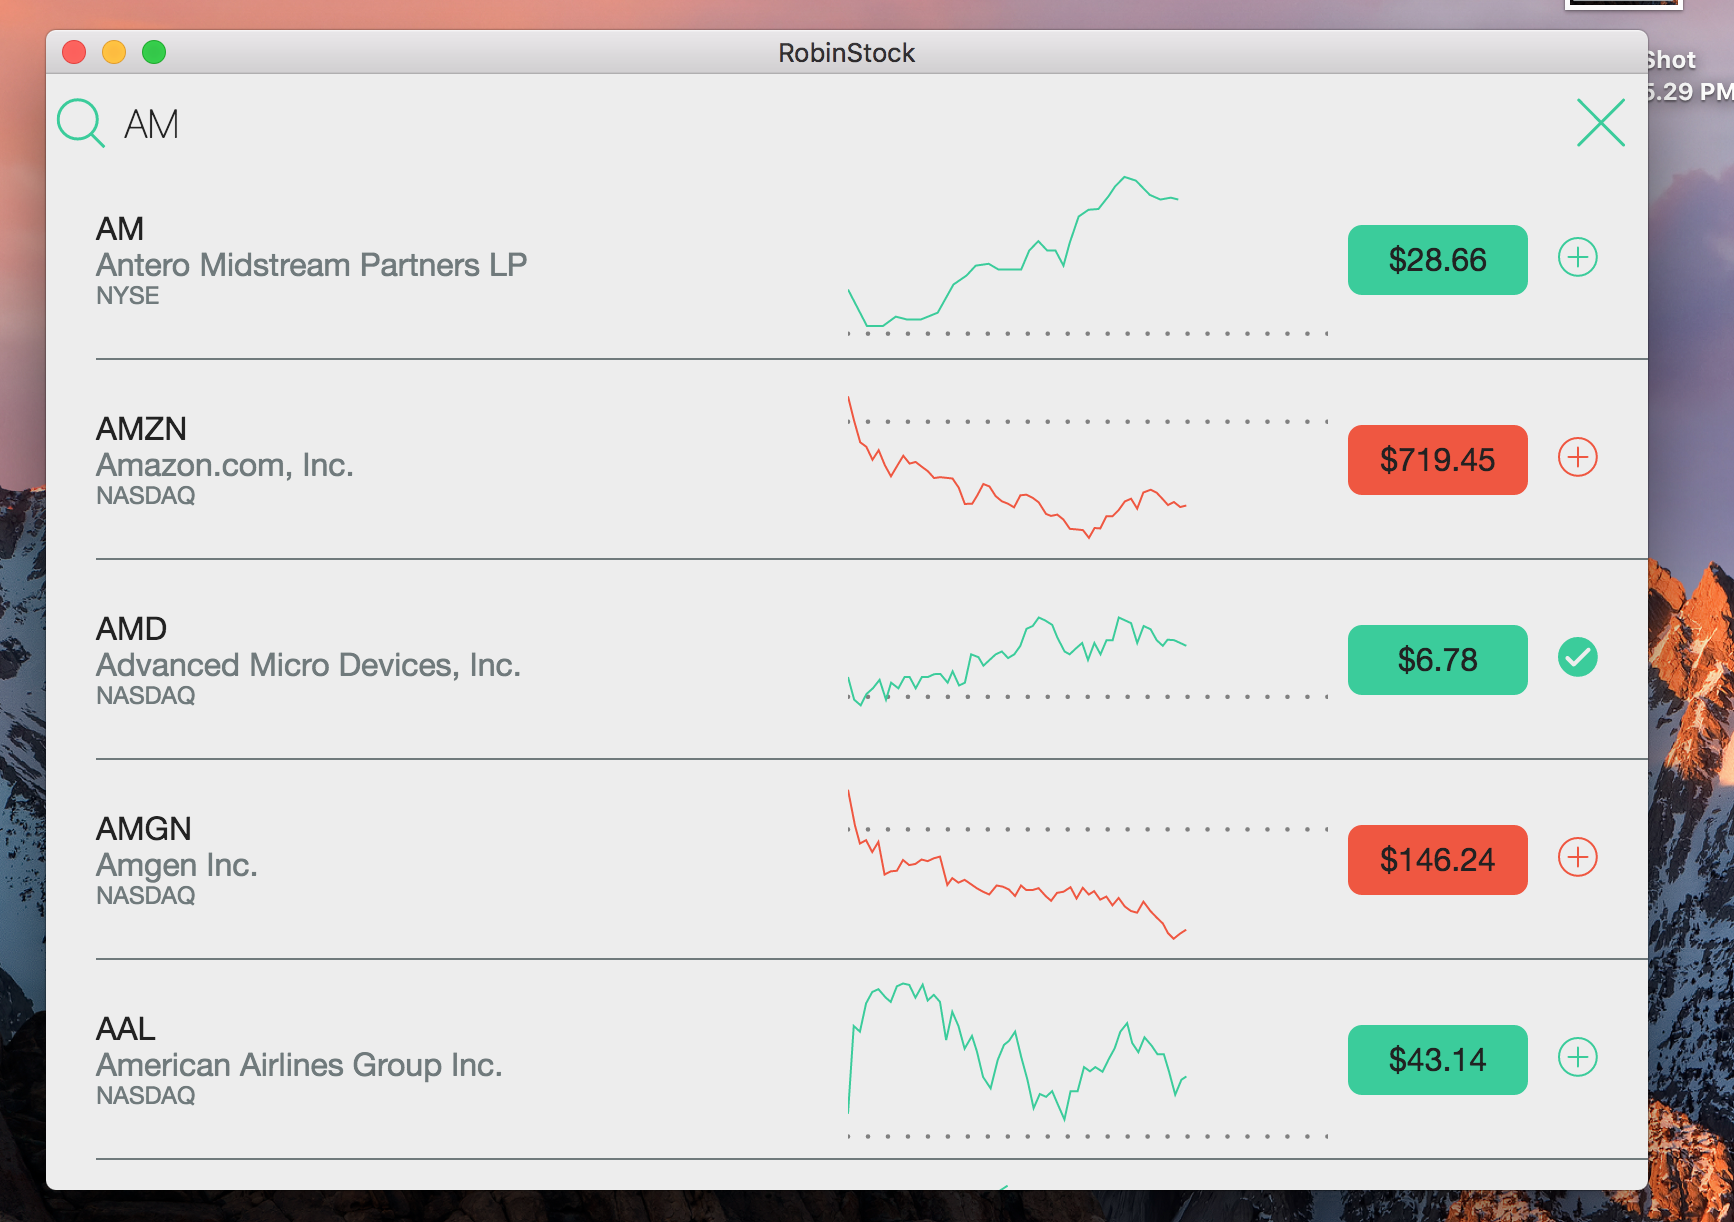 RobinStock
Shot
5.29 PM
AM
AM
Antero Midstream Partners LP
NYSE
$28.66
AMZN
Amazon.com, Inc.
NASDAQ
$719.45
AMD
Advanced Micro Devices, Inc.
NASDAQ
$6.78
AMGN
Amgen Inc.
NASDAQ
$146.24
AAL
American Airlines Group Inc.
NASDAQ
$43.14